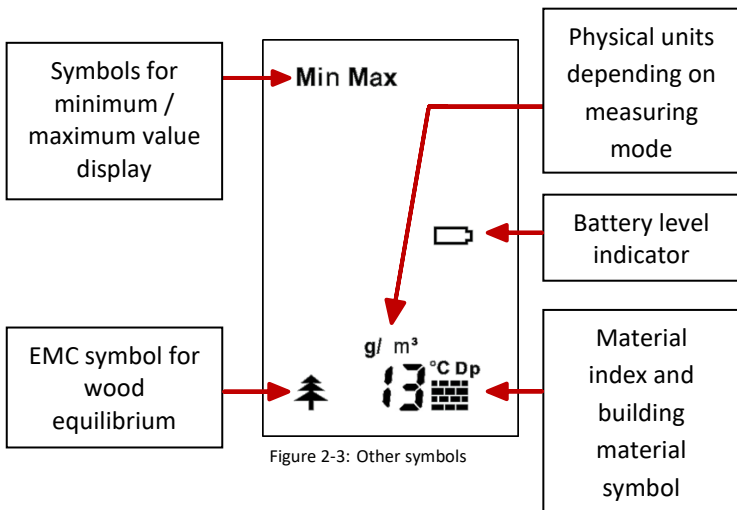 Symbols for
minimum /
maximum value
display
Min Max
Physical units
depending on
measuring
mode
Battery level
indicator
EMC symbol for
wood
equilibrium
g/ m³
°C Dp
13
Material
index and
building
material
symbol
Figure 2-3: Other symbols